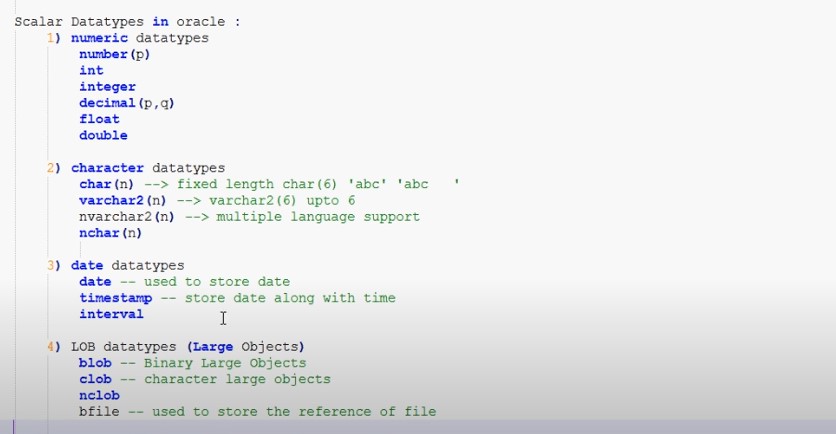 Scalar Datatypes in oracle :
1) numeric datatypes
number(p)
int
integer
decimal(p,q)
float
double
2) character datatypes
char(n) --> fixed length char(6) 'abc' 'abc   '
varchar2(n) --> varchar2(6) upto 6
nvarchar2(n) --> multiple language support
nchar(n)
3) date datatypes
date -- used to store date
timestamp -- store date along with time
interval
4) LOB datatypes (Large Objects)
blob -- Binary Large Objects
clob -- character large objects
nclob
bfile -- used to store the reference of file